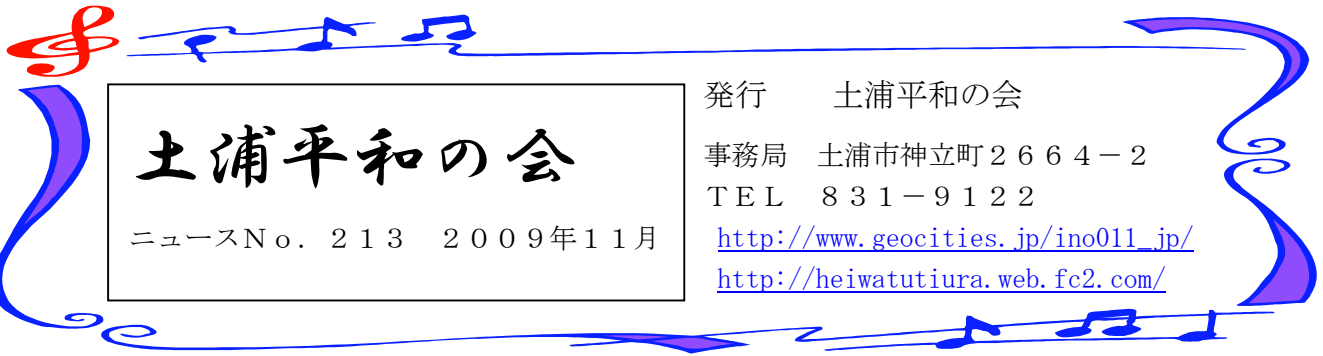 土浦平和の会
ニュースＮｏ．２１３　２００９年１１月
発行　　土浦平和の会
事務局　土浦市神立町２６６４－２
ＴＥＬ　８３１－９１２２
http://www.geocities.jp/ino011_jp/
http://heiwatutiura.web.fc2.com/